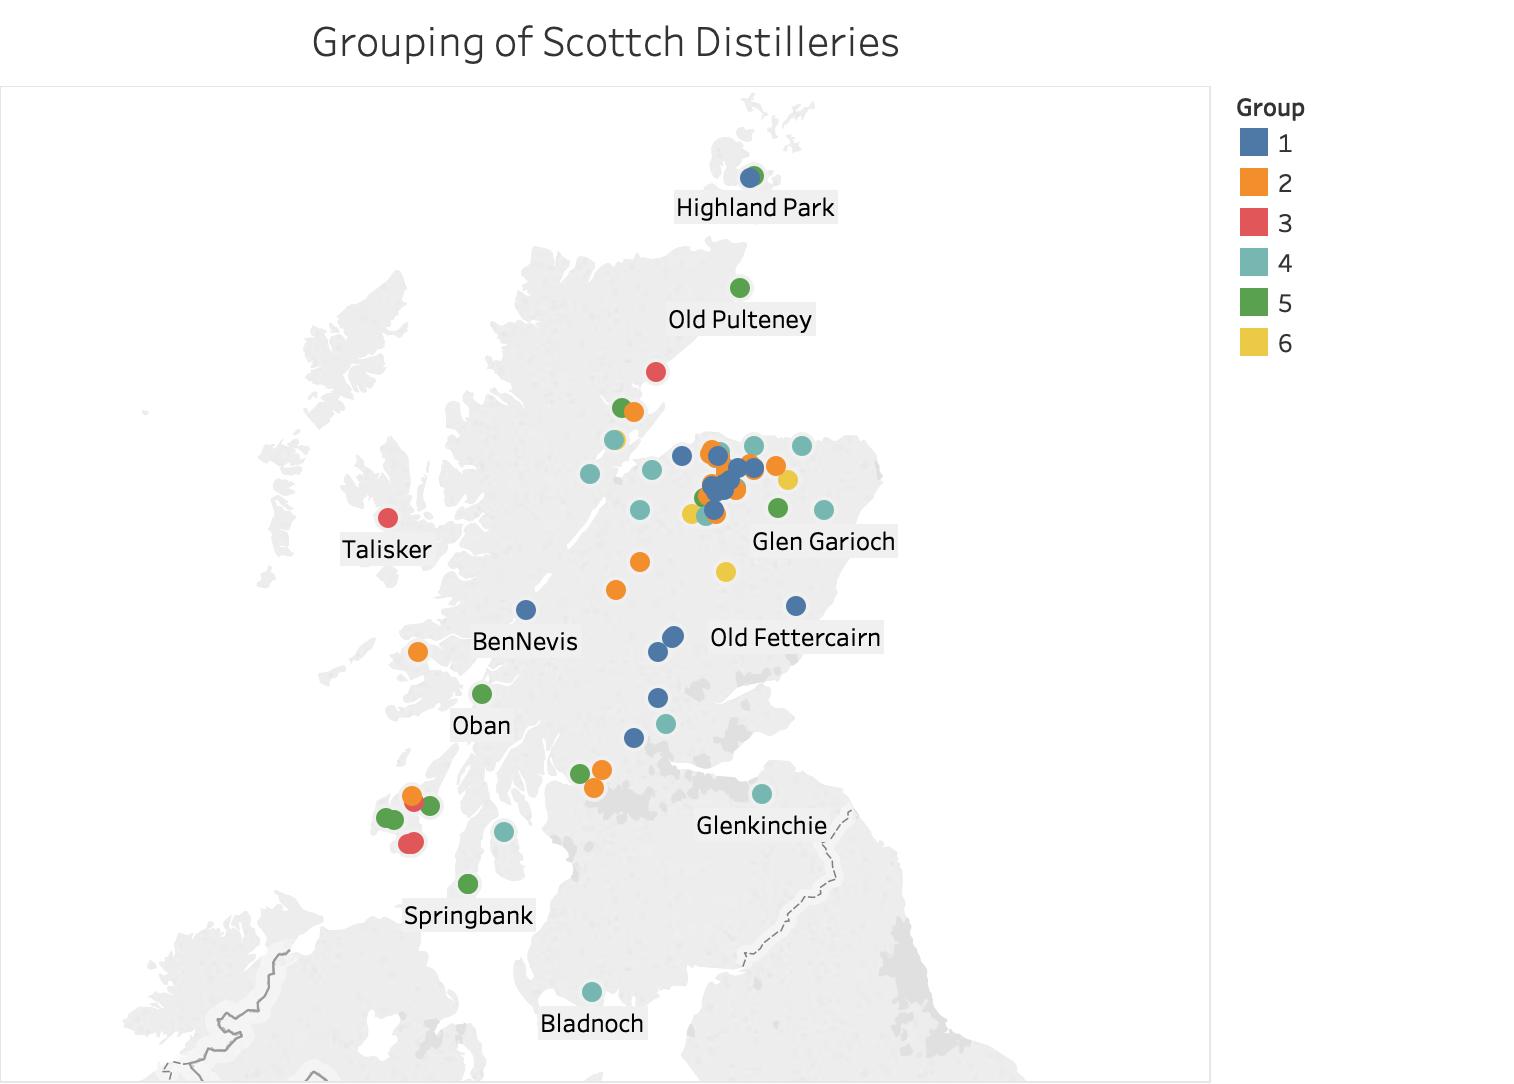 Grouping of Scottch Distilleries
Group
1
2
3
4
5
6
Highland Park
Old Pulteney
Talisker
Glen Garioch
BenNevis
Old Fettercairn
Oban
Glenkinchie
Springbank
Bladnoch